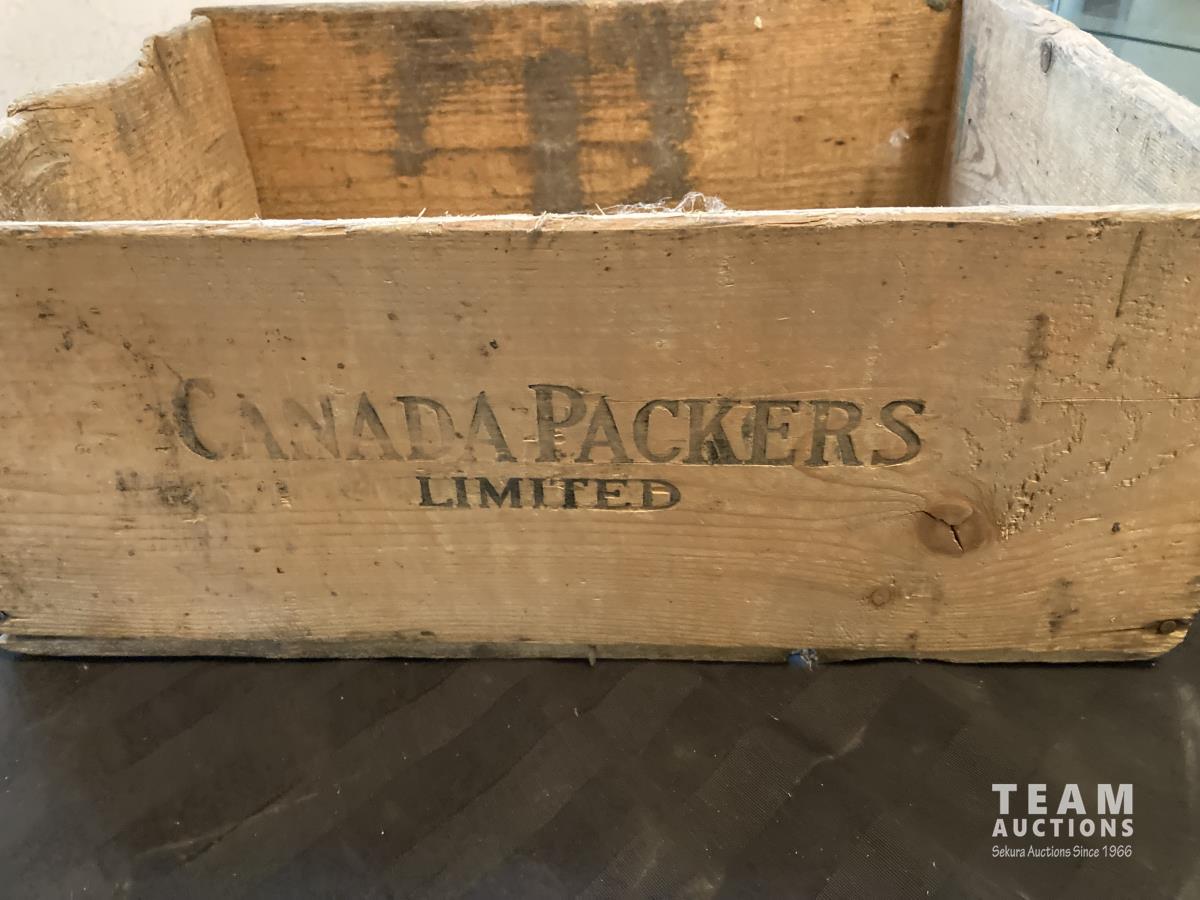 CANADA PACKERS
LIMITED
TEAM
AUCTIONS
Sekura Auctions Since 1966